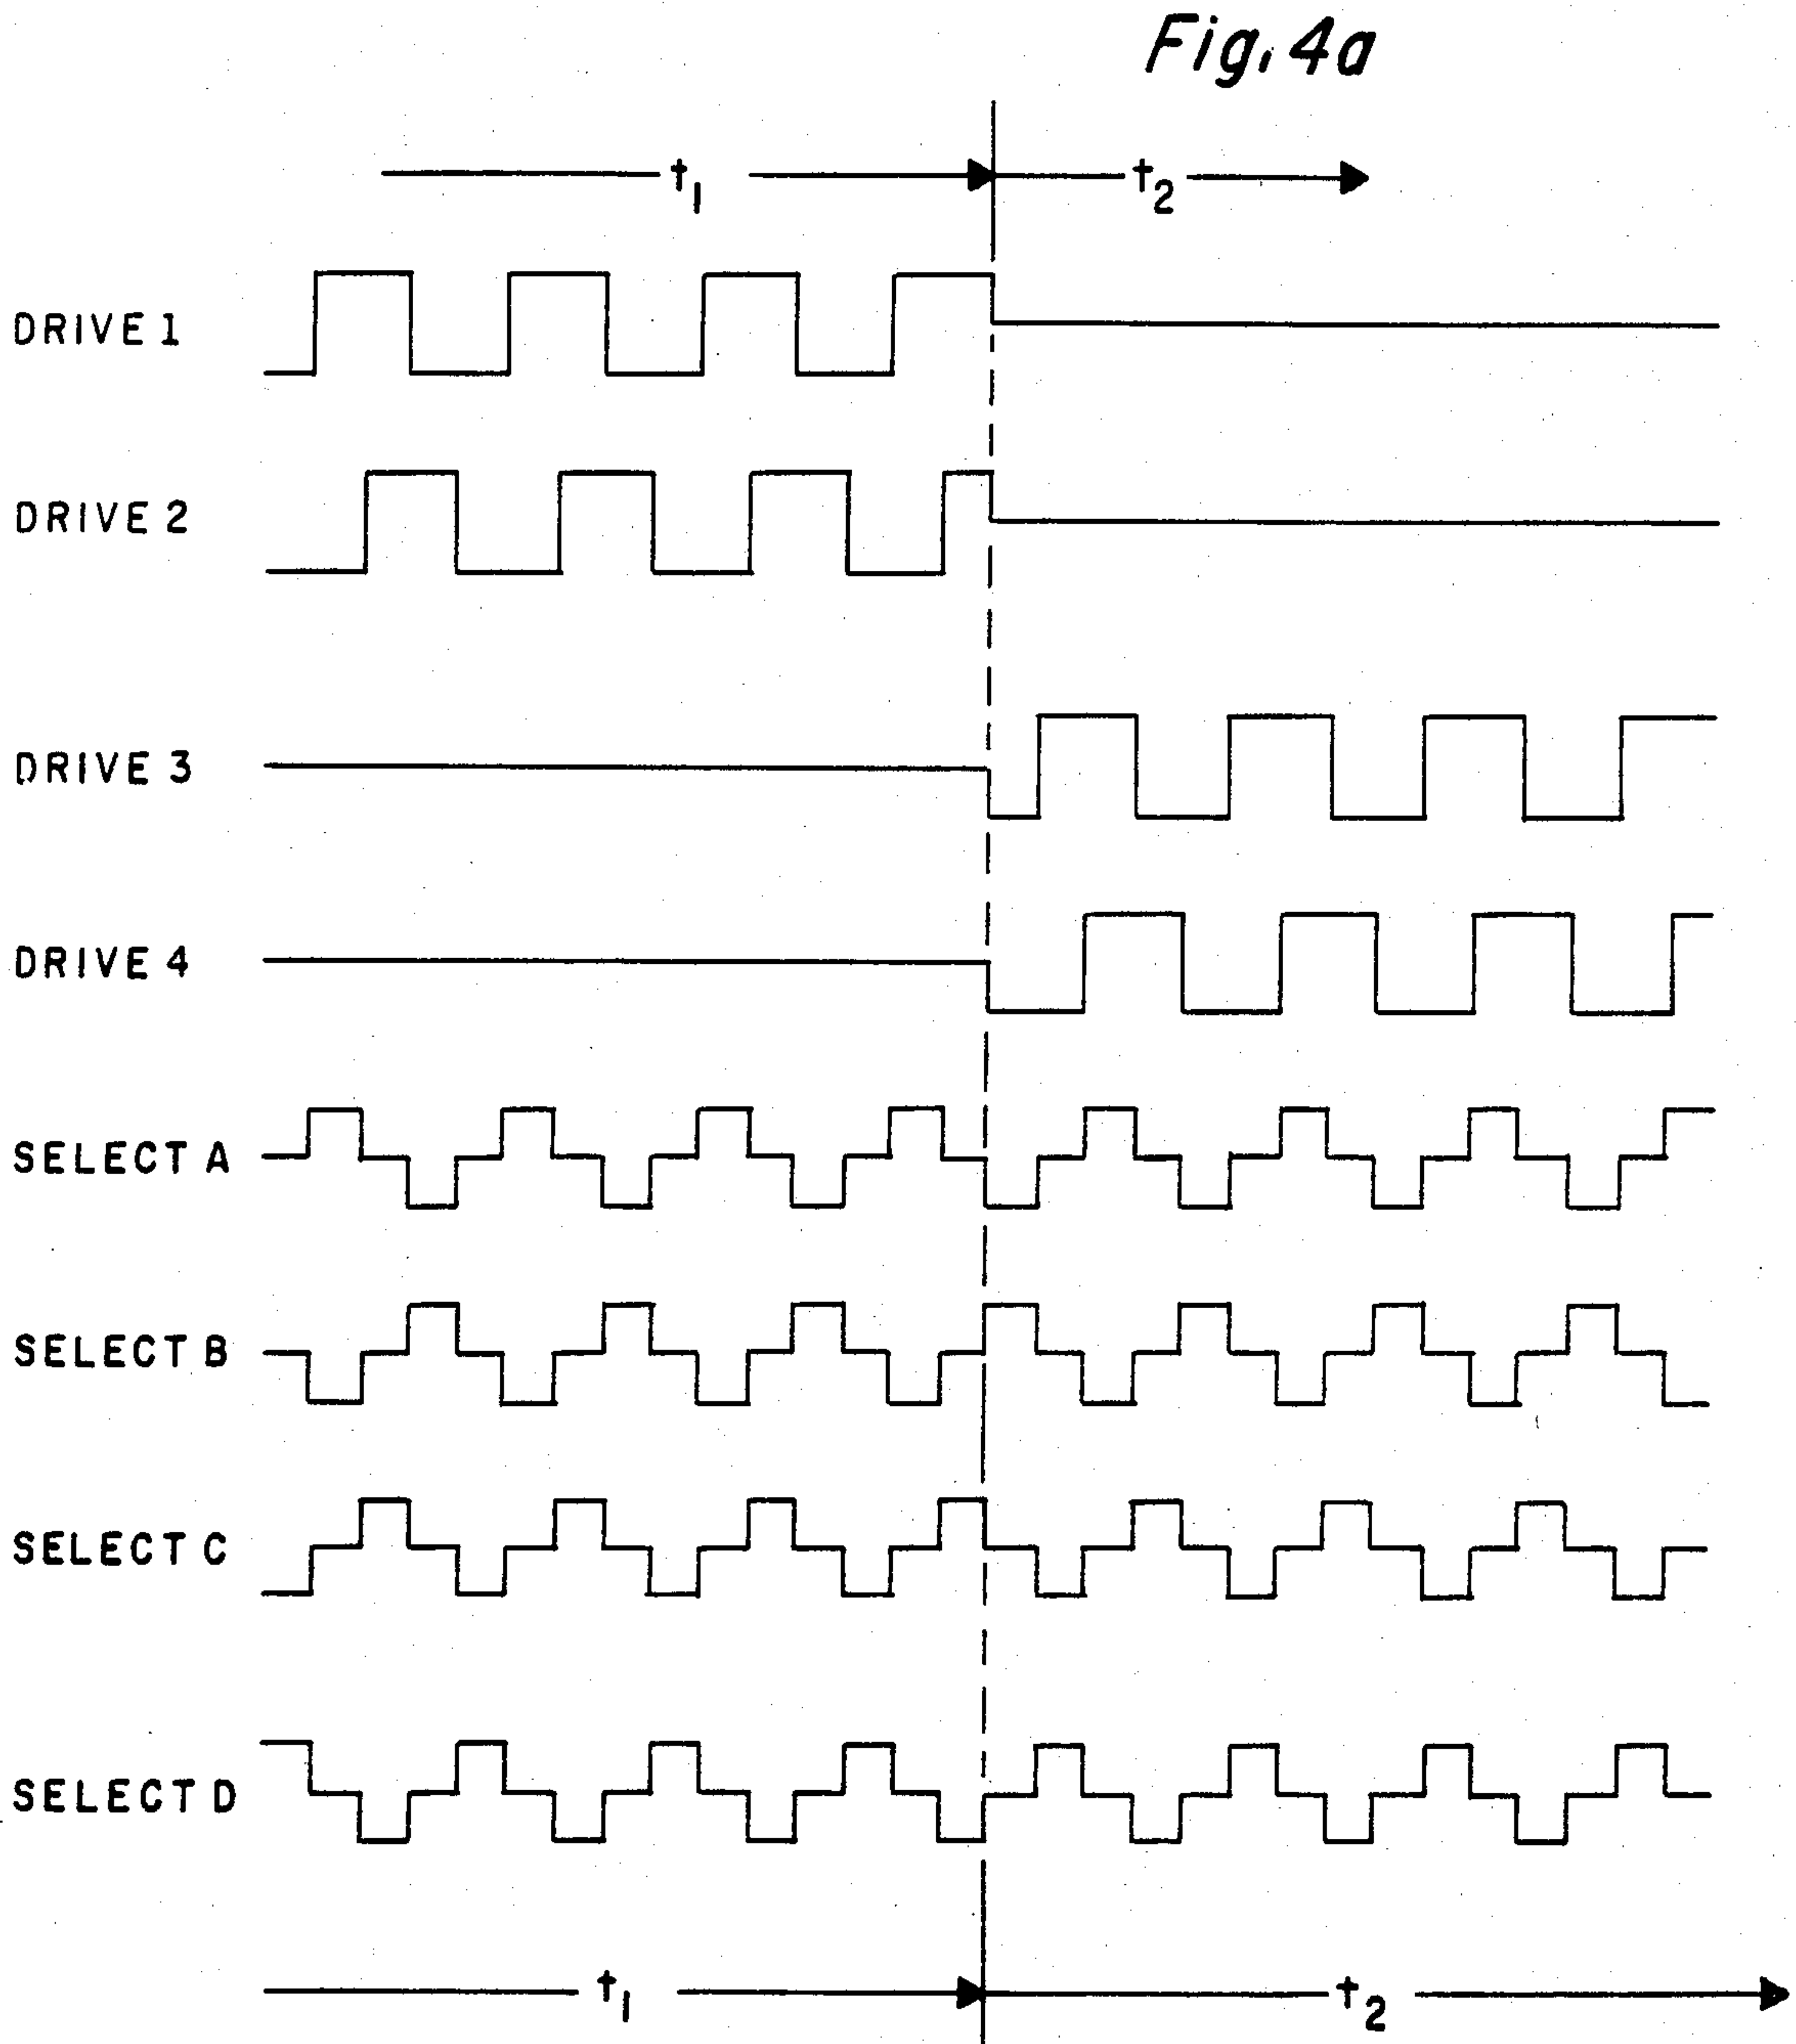 Fig. 4a
t1 t2
DRIVE 1
DRIVE 2
DRIVE 3
DRIVE 4
SELECT A
SELECT B
SELECT C
SELECT D
t1 t2